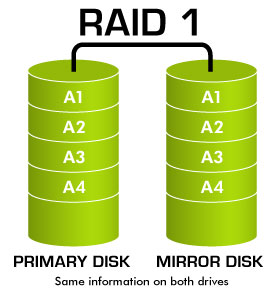 RAID 1
A1 A1
A2 A2
A3 A3
A4 A4
PRIMARY DISK MIRROR DISK
Same information on both drives